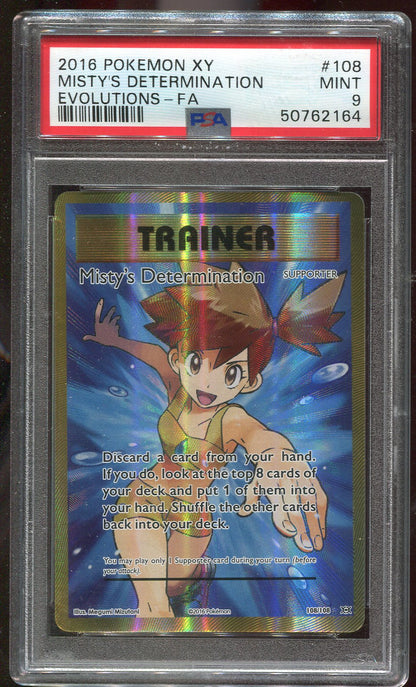 2016 POKEMON XY #108
MISTY'S DETERMINATION MINT
EVOLUTIONS-FA 9
PSA 50762164
TRAINER
Misty's Determination SUPPORTER
Discard a card from your hand.
If you do, look at the top 8 cards of
your deck and put 1 of them into
your hand. Shuffle the other cards
back into your deck.
You may play only 1 Supporter card during your turn (before
your attack).
Illus. Megumi Mizutani ©2016 Pokémon 108/108